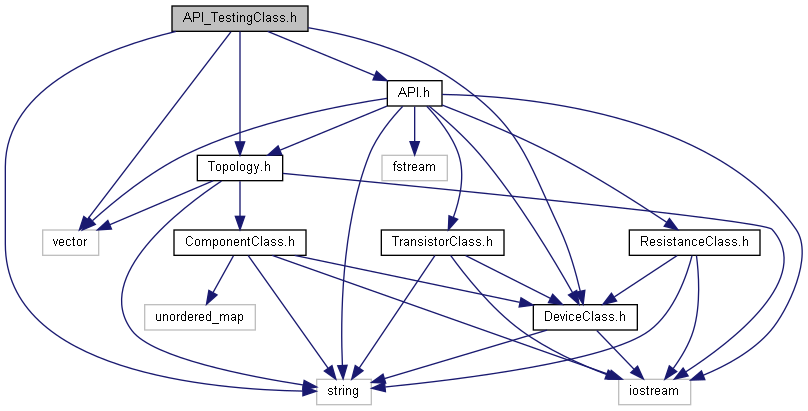 API_TestingClass.h
API.h
Topology.h
fstream
vector
ComponentClass.h
TransistorClass.h
ResistanceClass.h
unordered_map
DeviceClass.h
string
iostream